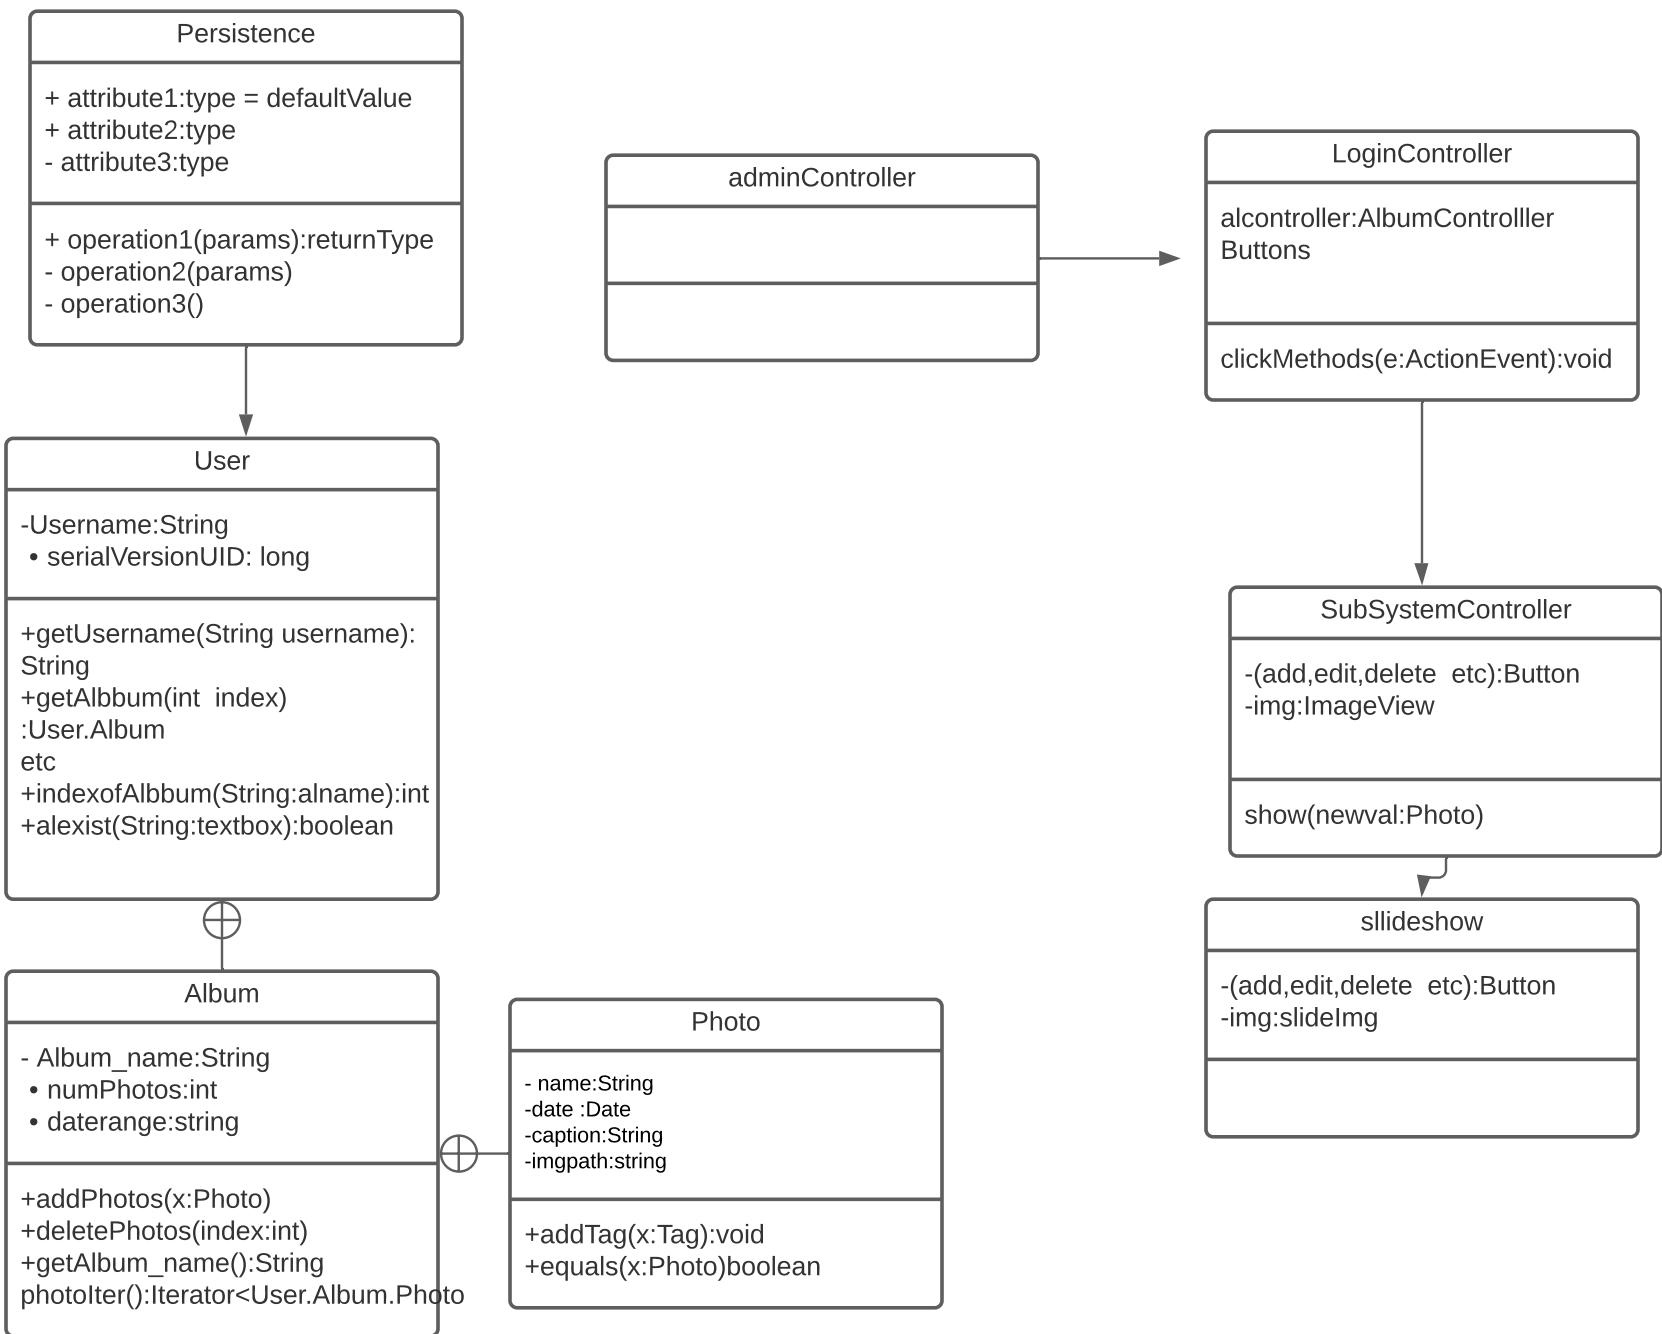 Persistence
+ attribute1:type = defaultValue
+ attribute2:type
- attribute3:type
+ operation1(params):returnType
- operation2(params)
- operation3()
adminController
LoginController
alcontroller:AlbumControlller
Buttons
clickMethods(e:ActionEvent):void
User
-Username:String
• serialVersionUID: long
+getUsername(String username):
String
+getAlbbum(int  index)
:User.Album
etc
+indexofAlbbum(String:alname):int
+alexist(String:textbox):boolean
SubSystemController
-(add,edit,delete  etc):Button
-img:ImageView
show(newval:Photo)
sllideshow
-(add,edit,delete  etc):Button
-img:slideImg
Album
- Album_name:String
• numPhotos:int
• daterange:string
+addPhotos(x:Photo)
+deletePhotos(index:int)
+getAlbum_name():String
photoIter():Iterator<User.Album.Photo
Photo
- name:String
-date :Date
-caption:String
-imgpath:string
+addTag(x:Tag):void
+equals(x:Photo)boolean